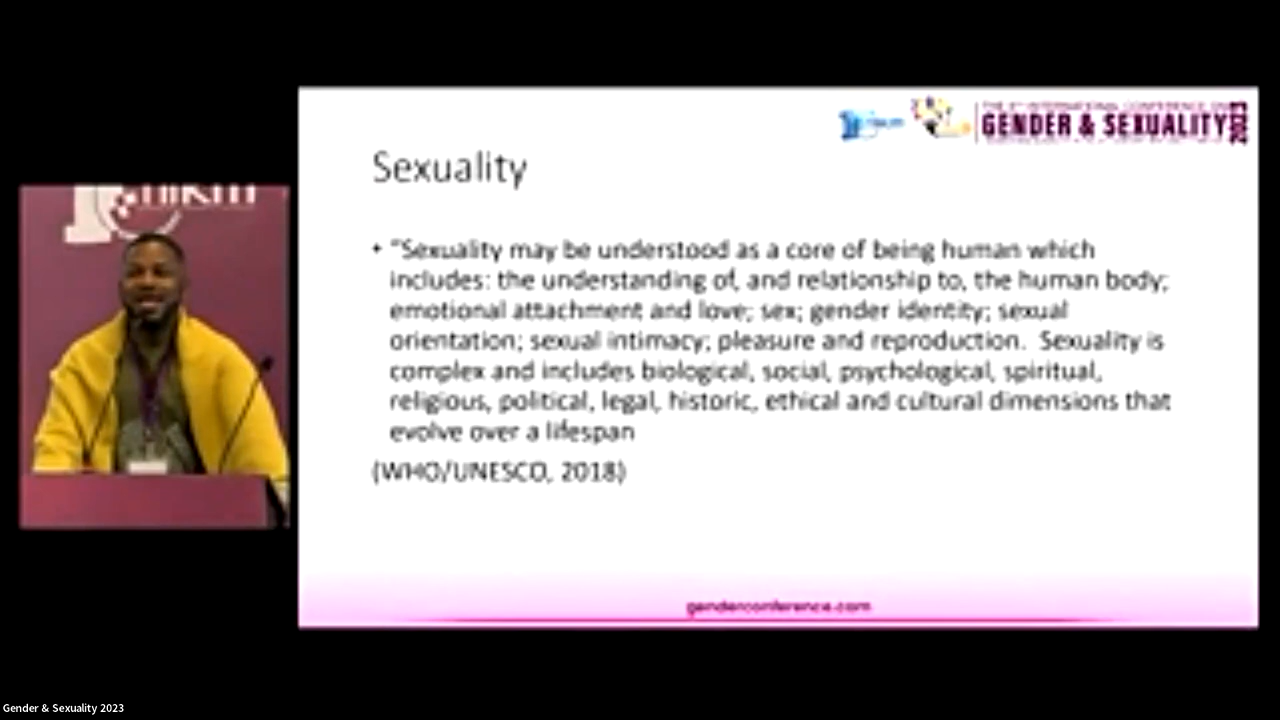 GENDER & SEXUALITY
2023
Sexuality
• "Sexuality may be understood as a core of being human which
includes: the understanding of, and relationship to, the human body;
emotional attachment and love; sex; gender identity; sexual
orientation; sexual intimacy; pleasure and reproduction. Sexuality is
complex and includes biological, social, psychological, spiritual,
religious, political, legal, historic, ethical and cultural dimensions that
evolve over a lifespan
(WHO/UNESCO, 2018)
genderconference.com
Gender & Sexuality 2023